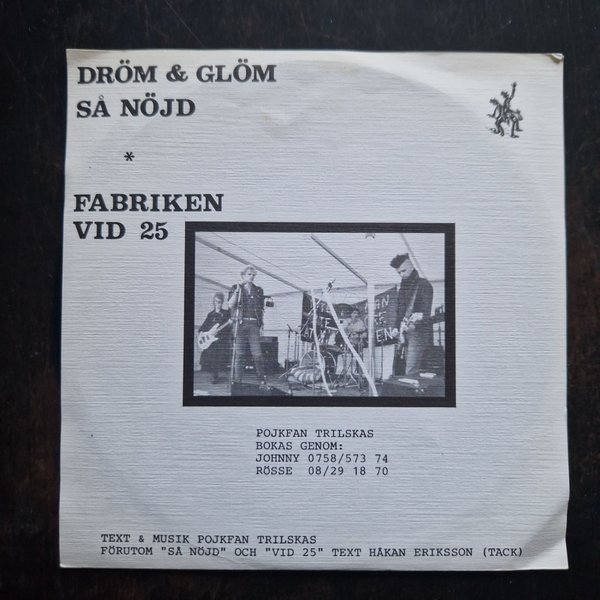 DRÖM & GLÖM
SÅ NÖJD
*
FABRIKEN
VID 25
POJKFAN TRILSKAS
BOKAS GENOM:
JOHNNY 0758/573 74
RÖSSE 08/29 18 70
TEXT & MUSIK POJKFAN TRILSKAS
FÖRUTOM "SÅ NÖJD" OCH "VID 25" TEXT HÅKAN ERIKSSON (TACK)